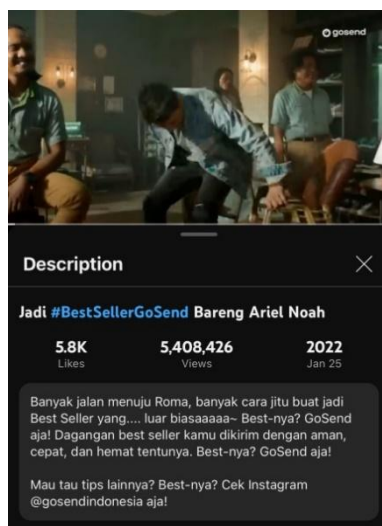 gosend
Description
Jadi #BestSellerGoSend Bareng Ariel Noah
5.8K 5,408,426 2022
Likes Views Jan 25
Banyak jalan menuju Roma, banyak cara jitu buat jadi
Best Seller yang.... luar biasaaaaa~ Best-nya? GoSend
aja! Dagangan best seller kamu dikirim dengan aman,
cepat, dan hemat tentunya. Best-nya? GoSend aja!
Mau tau tips lainnya? Best-nya? Cek Instagram
@gosendindonesia aja!